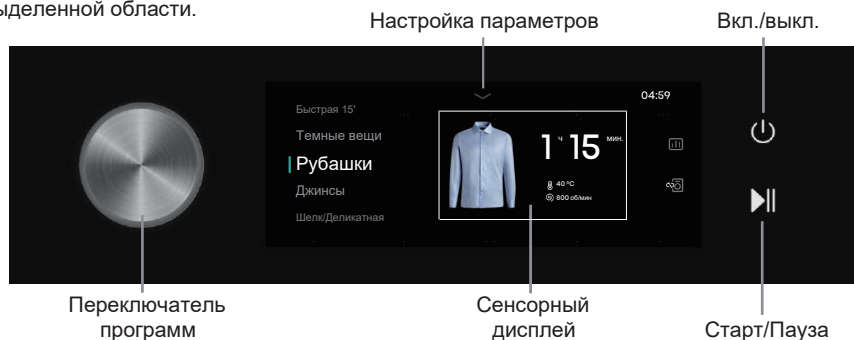 ыделенной области.
Настройка параметров
Вкл./выкл.
04:59
Быстрая 15'
Темные вещи
Рубашки
Джинсы
Шелк/Деликатная
1 ч 15 мин.
40 °C
800 об/мин
Переключатель
программ
Сенсорный
дисплей
Старт/Пауза